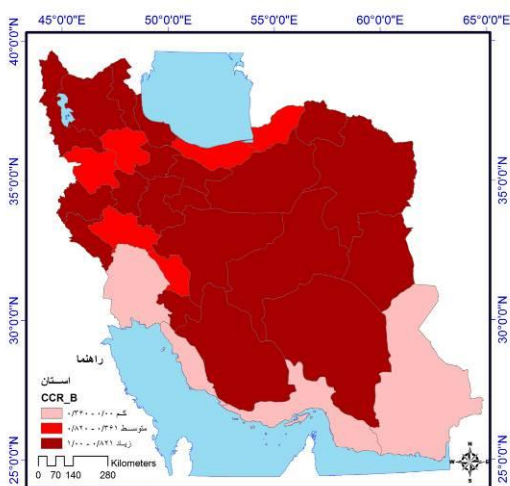 45°0'0"E 50°0'0"E 55°0'0"E 60°0'0"E 65°0'0"E
40°0'0"N 40°0'0"N
35°0'0"N 35°0'0"N
30°0'0"N 30°0'0"N
25°0'0"N 25°0'0"N
راهنما
استان
CCR_B
کم ۰/۰۰ - ۰/۳۶۰
متوسط ۰/۳۶۱ - ۰/۸۲۰
زیاد ۰/۸۲۱ - ۱/۰۰
Kilometers
0 70 140 280
N
W E
S